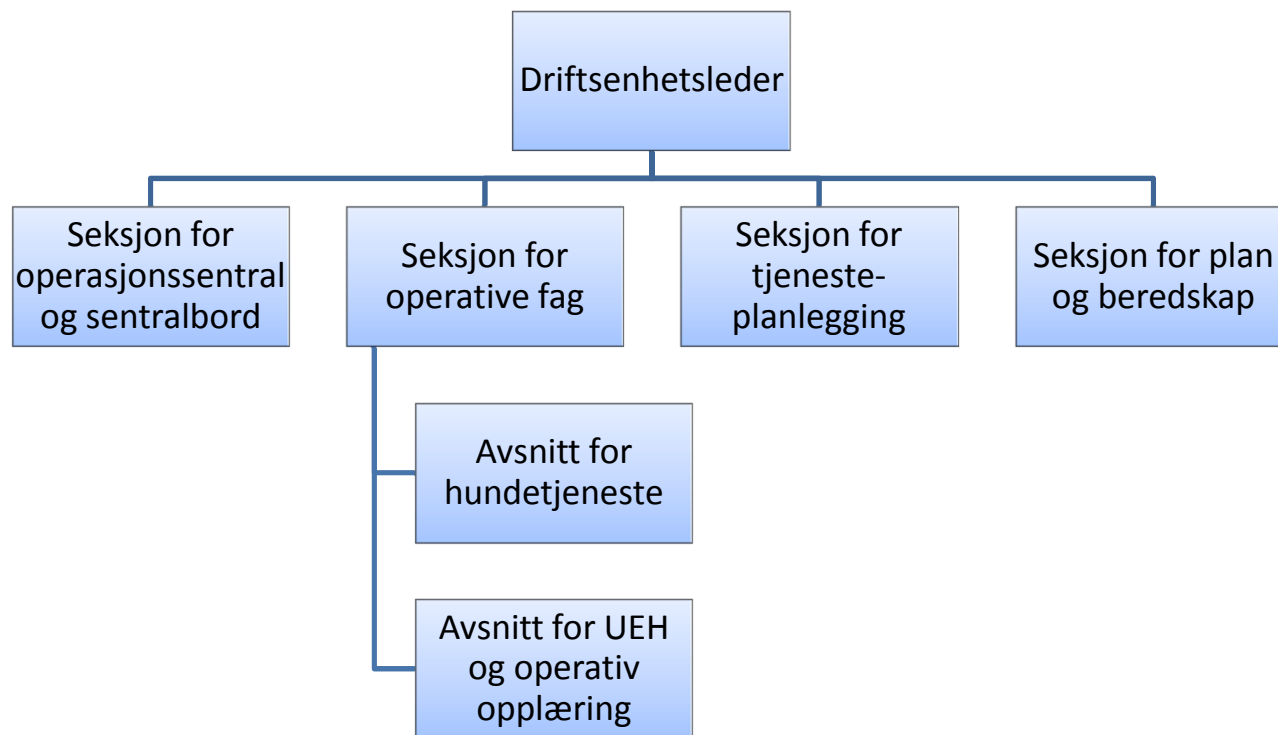 Driftsenhetsleder
Seksjon for
operasjonssentral
og sentralbord
Seksjon for
operative fag
Seksjon for
tjeneste-
planlegging
Seksjon for plan
og beredskap
Avsnitt for
hundetjeneste
Avsnitt for UEH
og operativ
opplæring